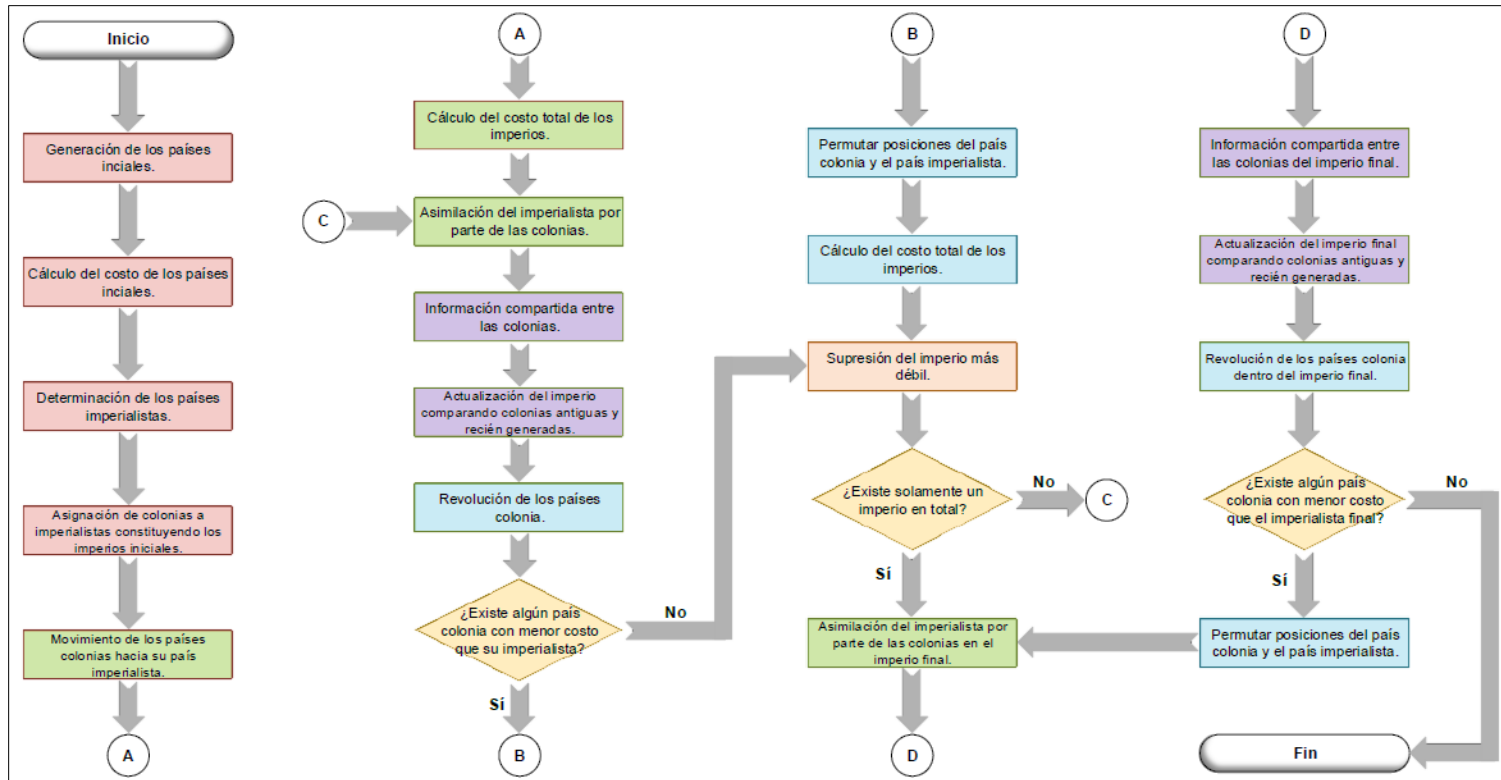 Inicio
Generación de los países
inciales.
Cálculo del costo de los países
inciales.
Determinación de los países
imperialistas.
Asignación de colonias a
imperialistas constituyendo los
imperios iniciales.
Movimiento de los países
colonias hacia su país
imperialista.
A
A
Cálculo del costo total de los
imperios.
C
Asimilación del imperialista por
parte de las colonias.
Información compartida entre
las colonias.
Actualización del imperio
comparando colonias antiguas y
recién generadas.
Revolución de los países
colonia.
¿Existe algún país
colonia con menor costo
que su imperialista?
No
Sí
B
B
Permutar posiciones del país
colonia y el país imperialista.
Cálculo del costo total de los
imperios.
Supresión del imperio más
débil.
¿Existe solamente un
imperio en total?
No
C
Sí
Asimilación del imperialista por
parte de las colonias en el
imperio final.
D
D
Información compartida entre
las colonias del imperio final.
Actualización del imperio final
comparando colonias antiguas y
recién generadas.
Revolución de los países colonia
dentro del imperio final.
¿Existe algún país
colonia con menor costo
que el imperialista final?
No
Sí
Permutar posiciones del país
colonia y el país imperialista.
Fin